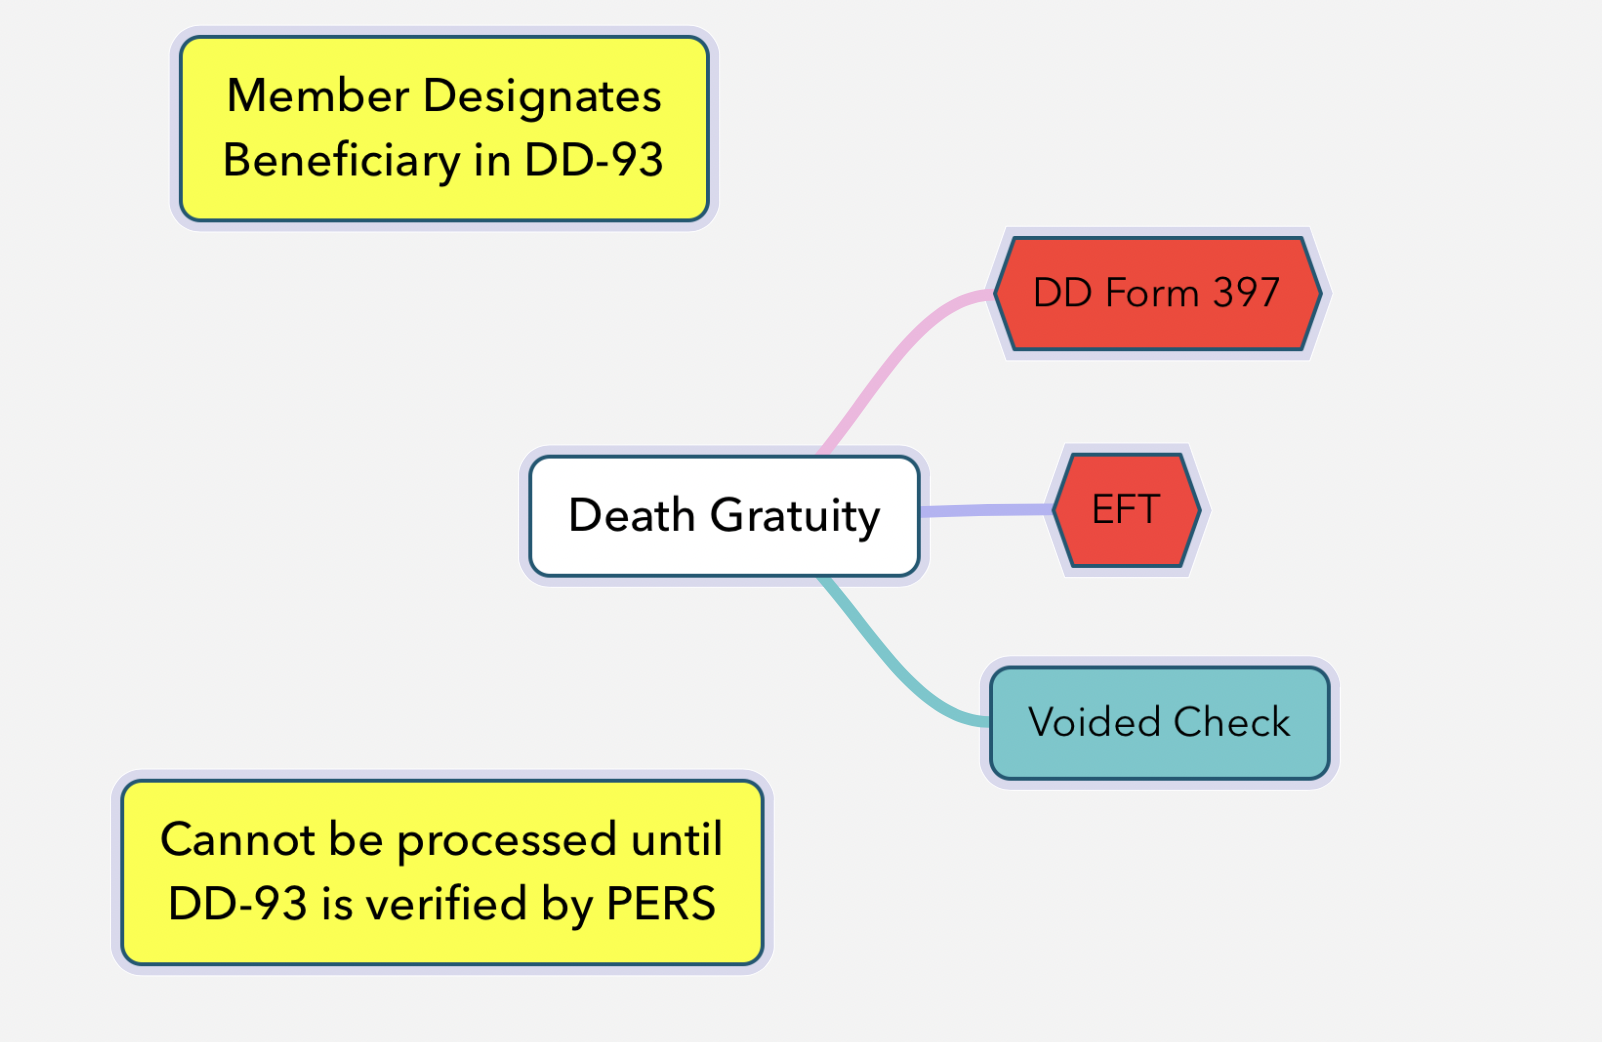 Member Designates
Beneficiary in DD-93
DD Form 397
EFT
Death Gratuity
Voided Check
Cannot be processed until
DD-93 is verified by PERS